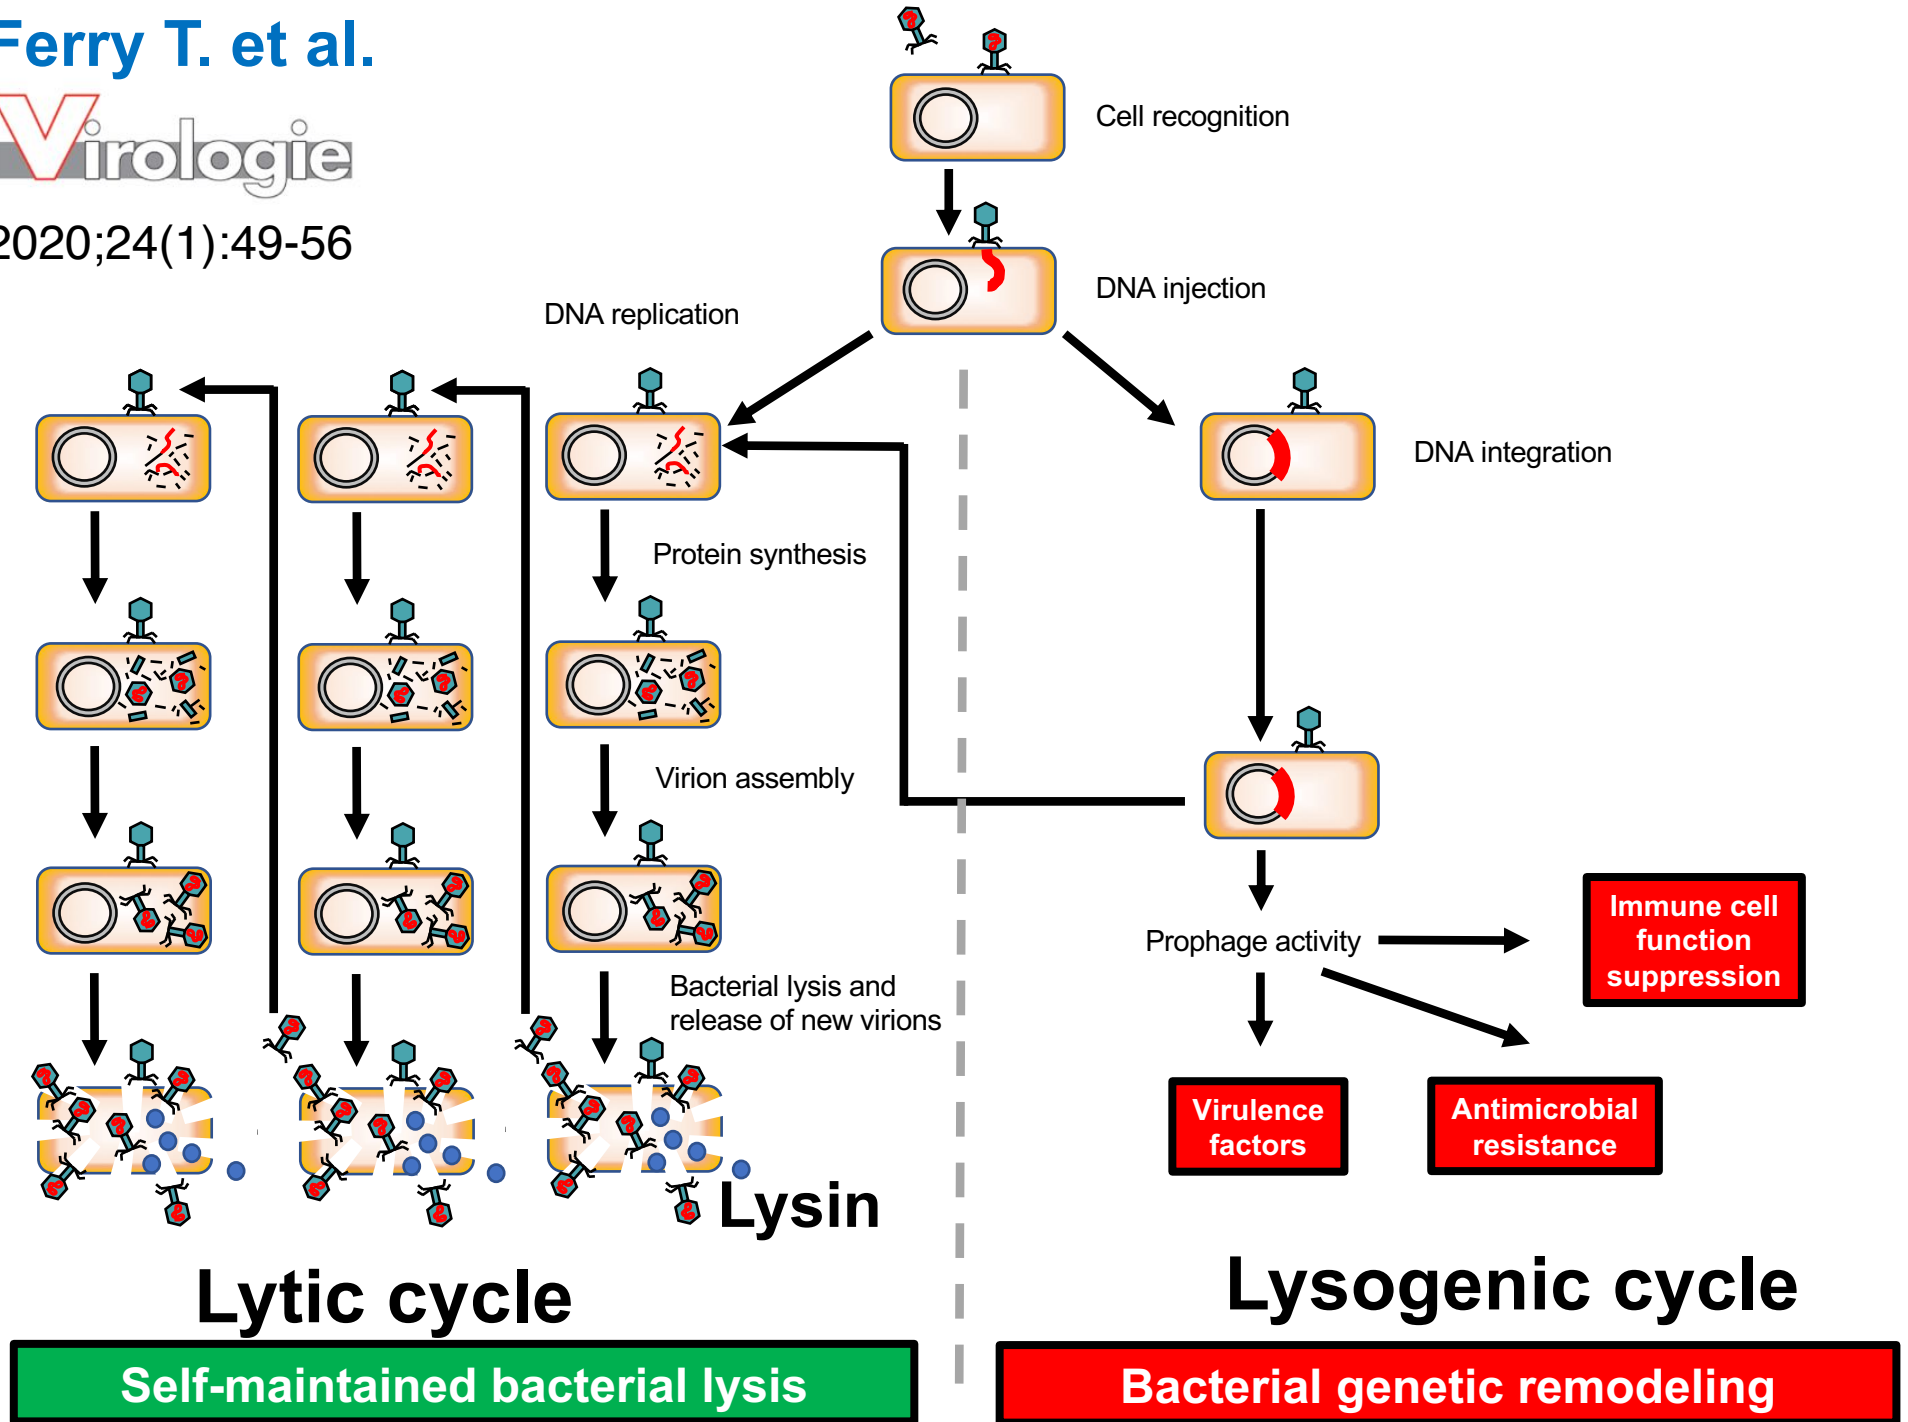 Ferry T. et al.
Virologie
2020;24(1):49-56
Cell recognition
DNA injection
DNA replication
DNA integration
Protein synthesis
Virion assembly
Bacterial lysis and
release of new virions
Prophage activity
Immune cell
function
suppression
Virulence
factors
Antimicrobial
resistance
Lysin
Lytic cycle
Lysogenic cycle
Self-maintained bacterial lysis
Bacterial genetic remodeling